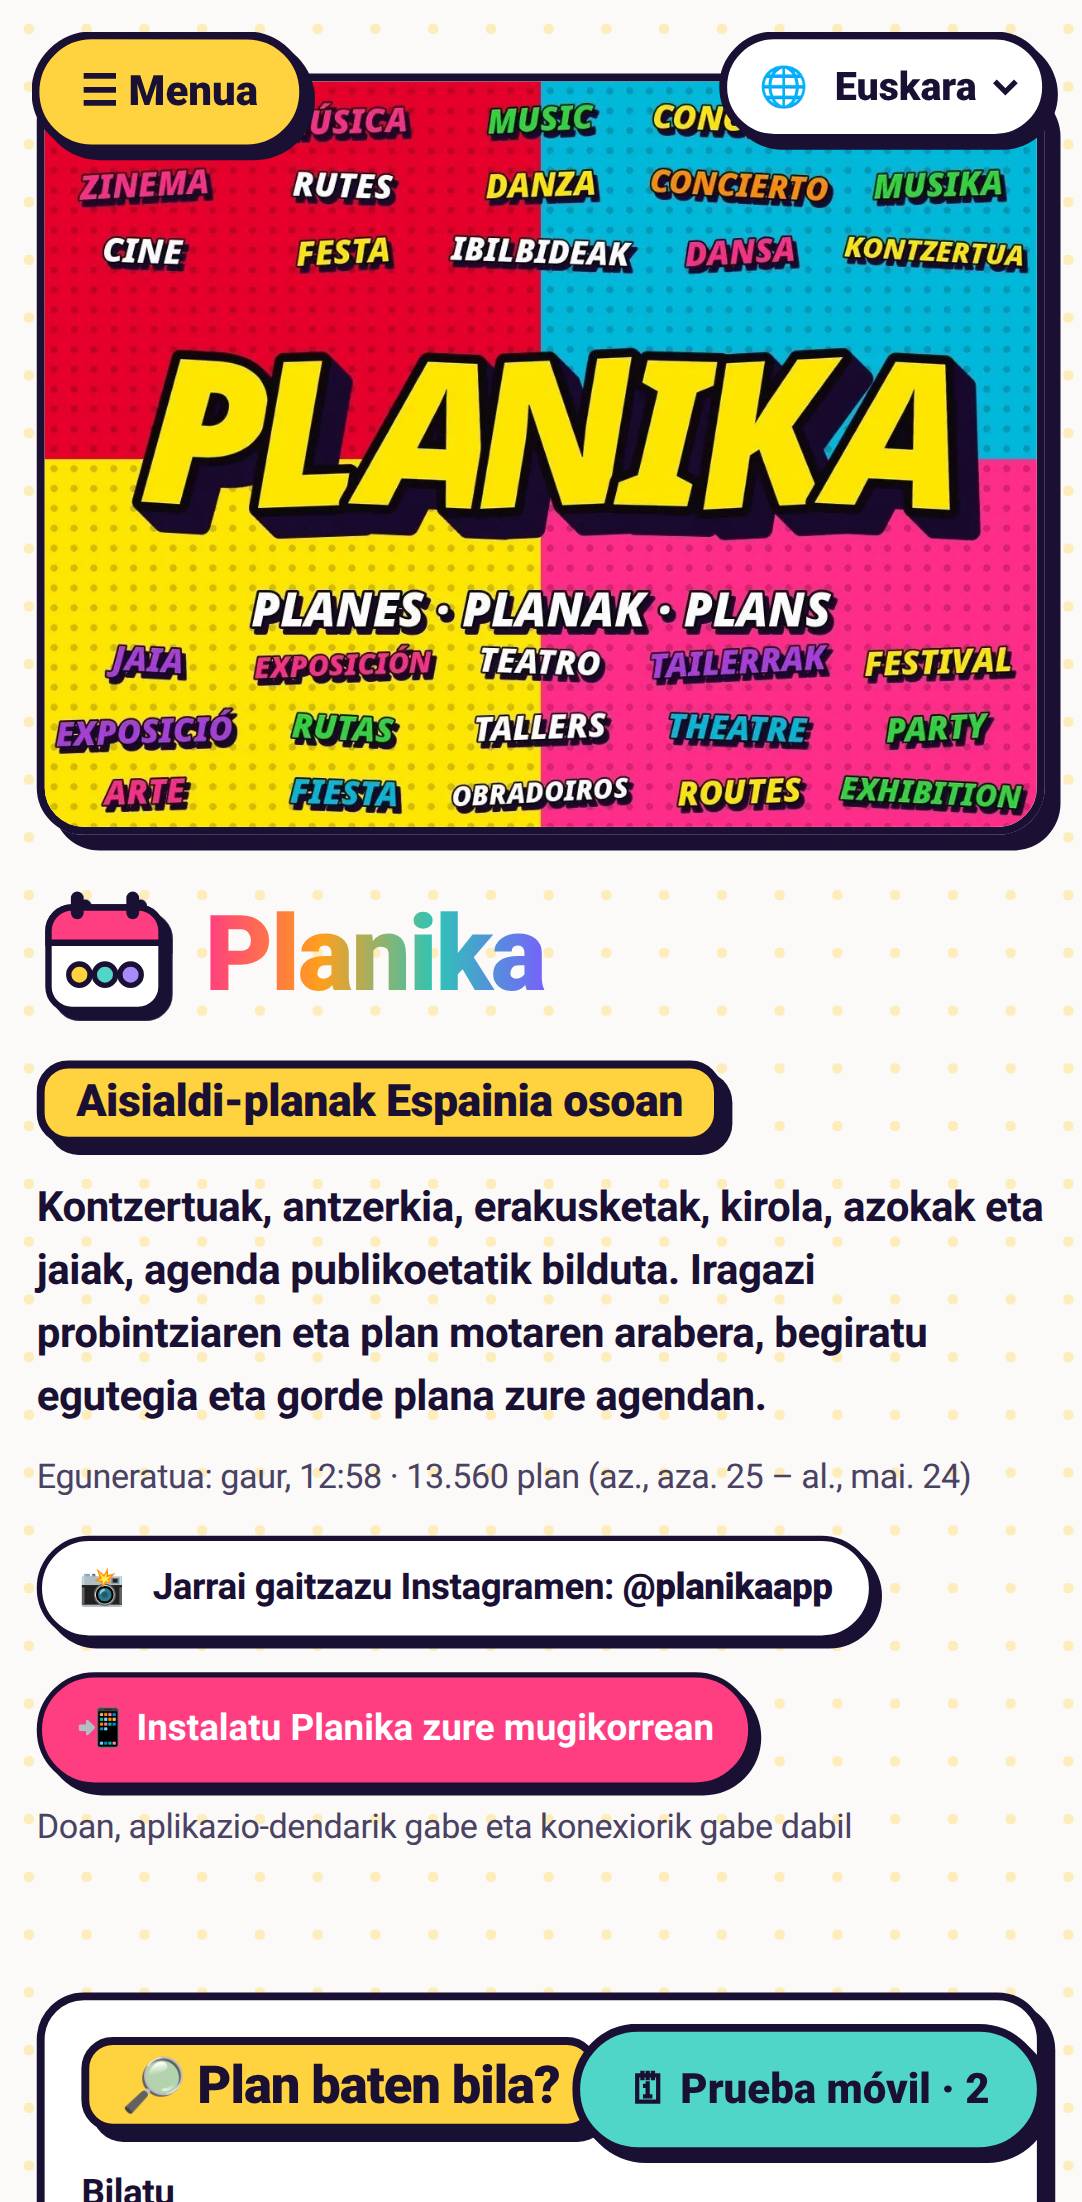 ☰ Menua
🌐 Euskara
MUSIC
ZINEMA RUTES DANZA CONCIERTO MUSIKA
CINE FESTA IBILBIDEAK DANSA KONTZERTUA
PLANIKA
PLANES · PLANAK · PLANS
JAIA EXPOSICIÓN TEATRO TAILERRAK FESTIVAL
EXPOSICIÓ RUTAS TALLERS THEATRE PARTY
ARTE FIESTA OBRADOIROS ROUTES EXHIBITION
Planika
Aisialdi-planak Espainia osoan
Kontzertuak, antzerkia, erakusketak, kirola, azokak eta
jaiak, agenda publikoetatik bilduta. Iragazi
probintziaren eta plan motaren arabera, begiratu
egutegia eta gorde plana zure agendan.
Eguneratua: gaur, 12:58 · 13.560 plan (az., aza. 25 – al., mai. 24)
📸 Jarrai gaitzazu Instagramen: @planikaapp
📲 Instalatu Planika zure mugikorrean
Doan, aplikazio-dendarik gabe eta konexiorik gabe dabil
🔎 Plan baten bila?
🗓 Prueba móvil · 2
Bilatu